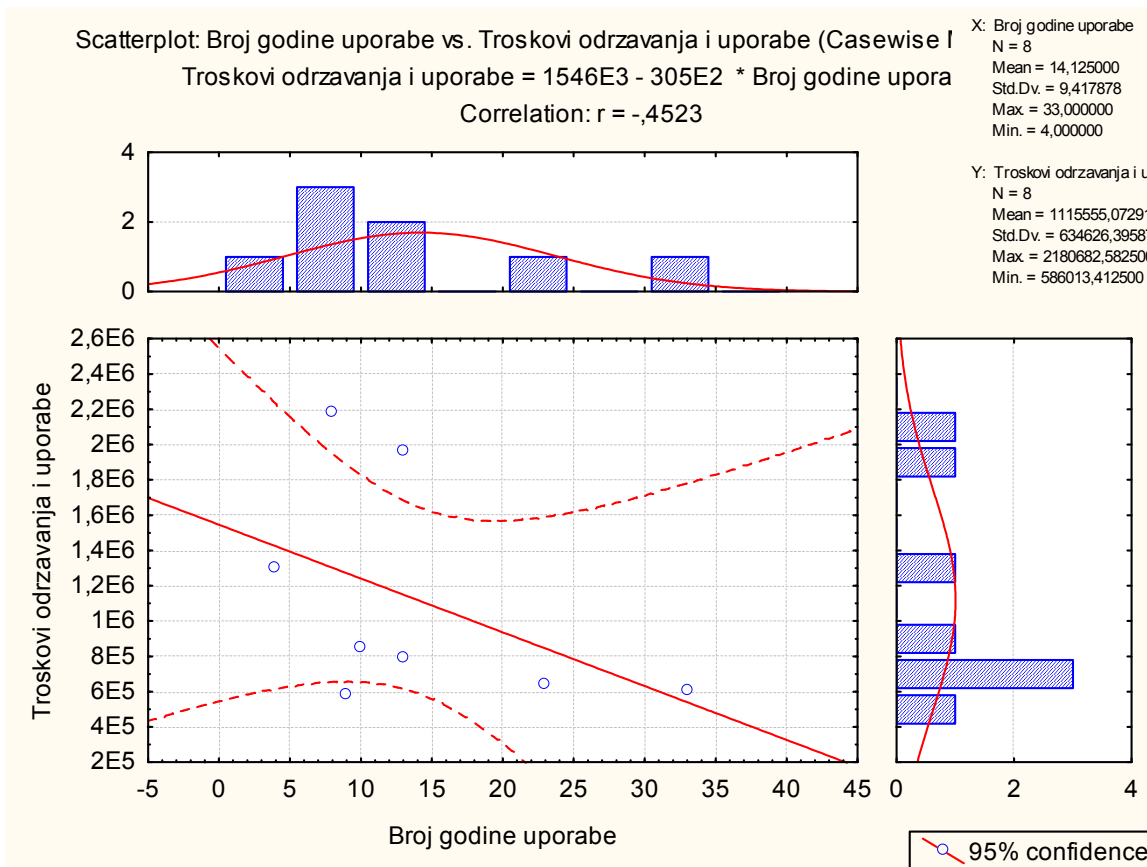 Scatterplot: Broj godine uporabe vs. Troskovi odrzavanja i uporabe (Casewise
Troskovi odrzavanja i uporabe = 1546E3 - 305E2 * Broj godine upora
Correlation: r = -,4523
X: Broj godine uporabe
N = 8
Mean = 14,125000
Std.Dv. = 9,417878
Max. = 33,000000
Min. = 4,000000
Y: Troskovi odrzavanja i u
N = 8
Mean = 1115555,07291
Std.Dv. = 634626,39587
Max. = 2180682,582500
Min. = 586013,412500
4
2
0
2,6E6
2,4E6
2,2E6
2E6
1,8E6
1,6E6
1,4E6
1,2E6
1E6
8E5
6E5
4E5
2E5
Troskovi odrzavanja i uporabe
-5 0 5 10 15 20 25 30 35 40 45
Broj godine uporabe
0 2 4
95% confidence